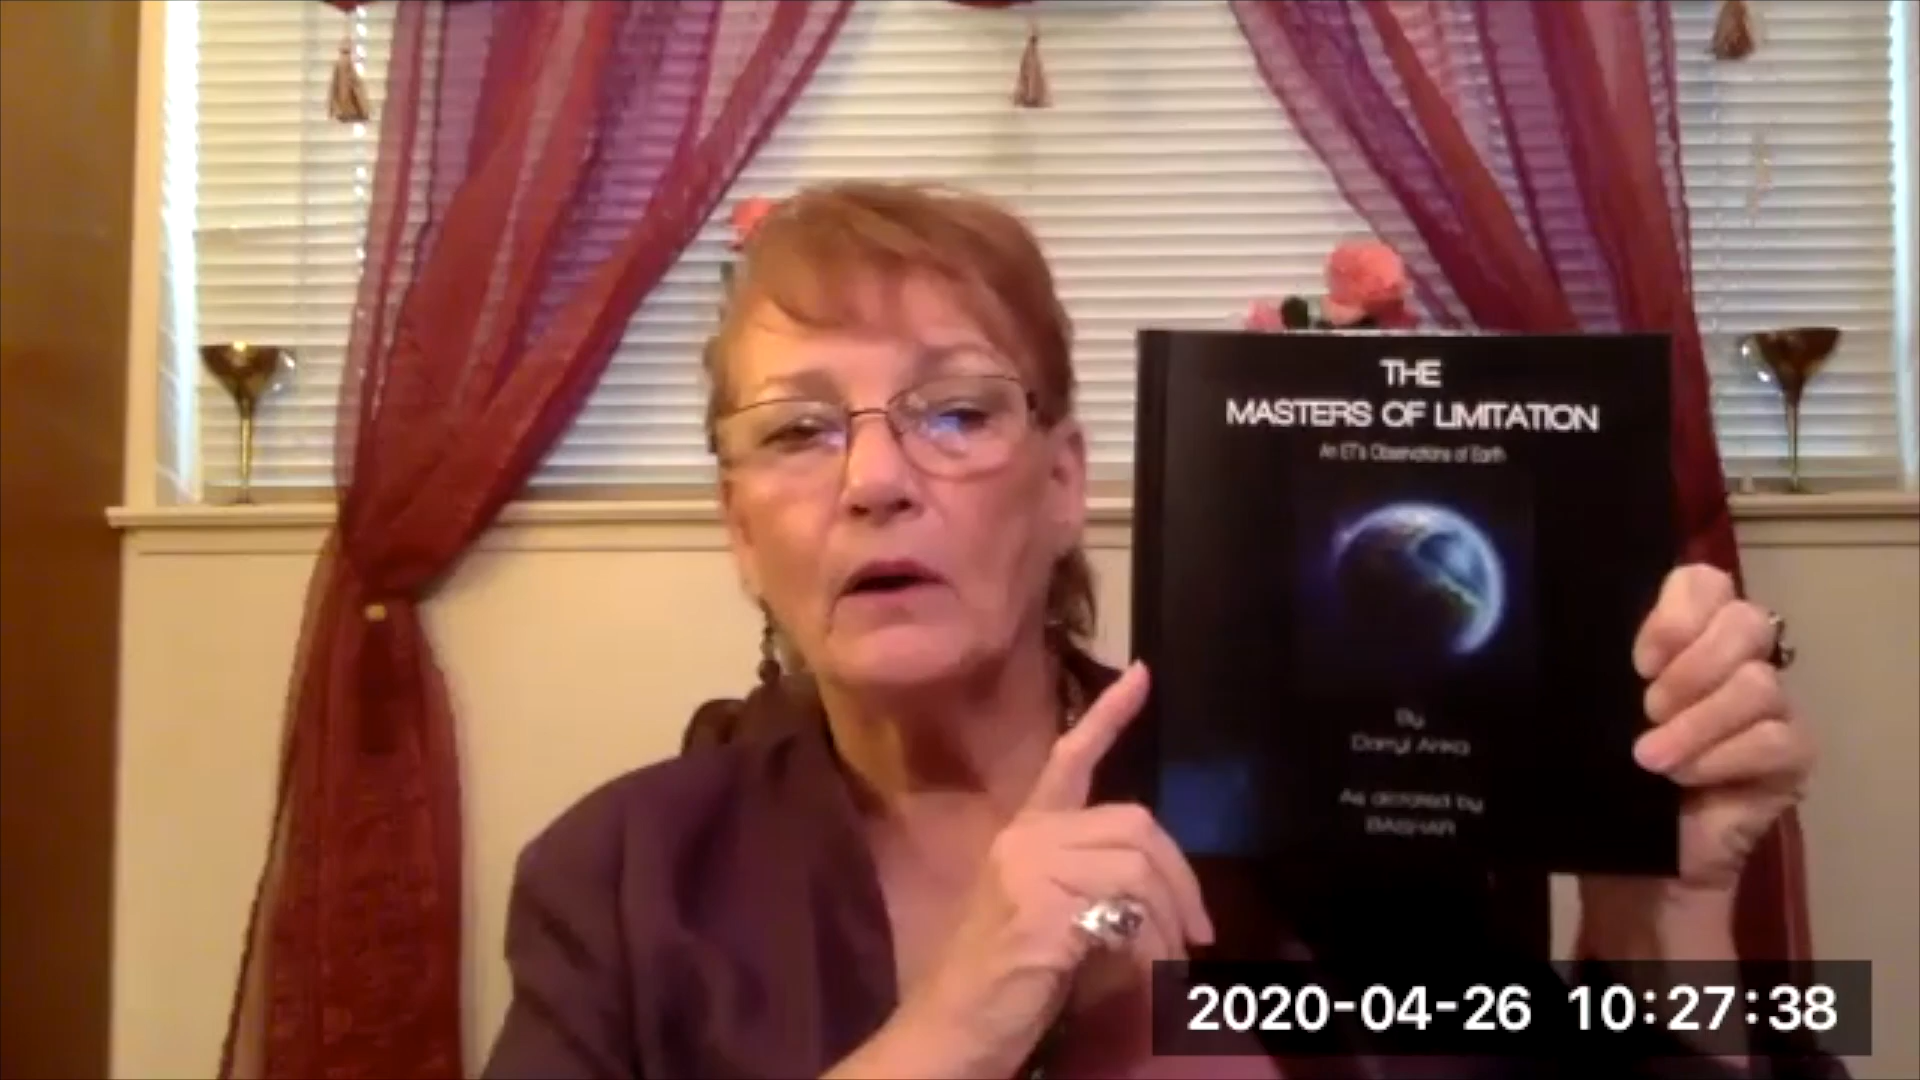 THE
MASTERS OF LIMITATION
An ET's Observations of Earth
By
Darryl Anka
As dictated by
BASHAR
2020-04-26 10:27:38